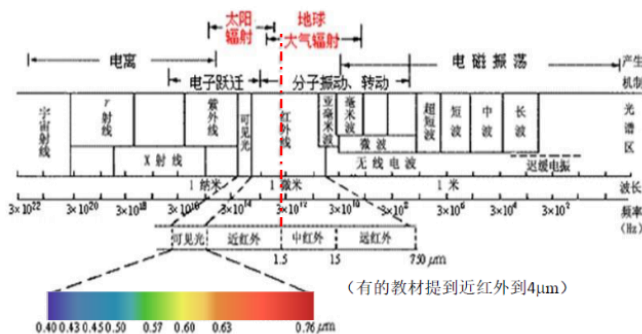 太阳 地球
辐射 大气辐射
电离 电磁振荡 产生
电子跃迁 分子振动、转动 机制
宇宙射线 r射线 紫外线 可见光 红外线 亚毫米波 毫米波 超短波 短波 中波 长波 光谱区
微波
X射线 无线电波 迟缓电振
1纳米 1微米 1米 波长
3×10²² 3×10²⁰ 3×10¹⁸ 3×10¹⁶ 3×10¹⁴ 3×10¹² 3×10¹⁰ 3×10⁸ 3×10⁶ 3×10⁴ 3×10² 频率
(Hz)
可见光 近红外 中红外 远红外
1.5 15 750 μm
(有的教材提到近红外到4μm)
0.40 0.43 0.45 0.50 0.57 0.60 0.63 0.76 μm